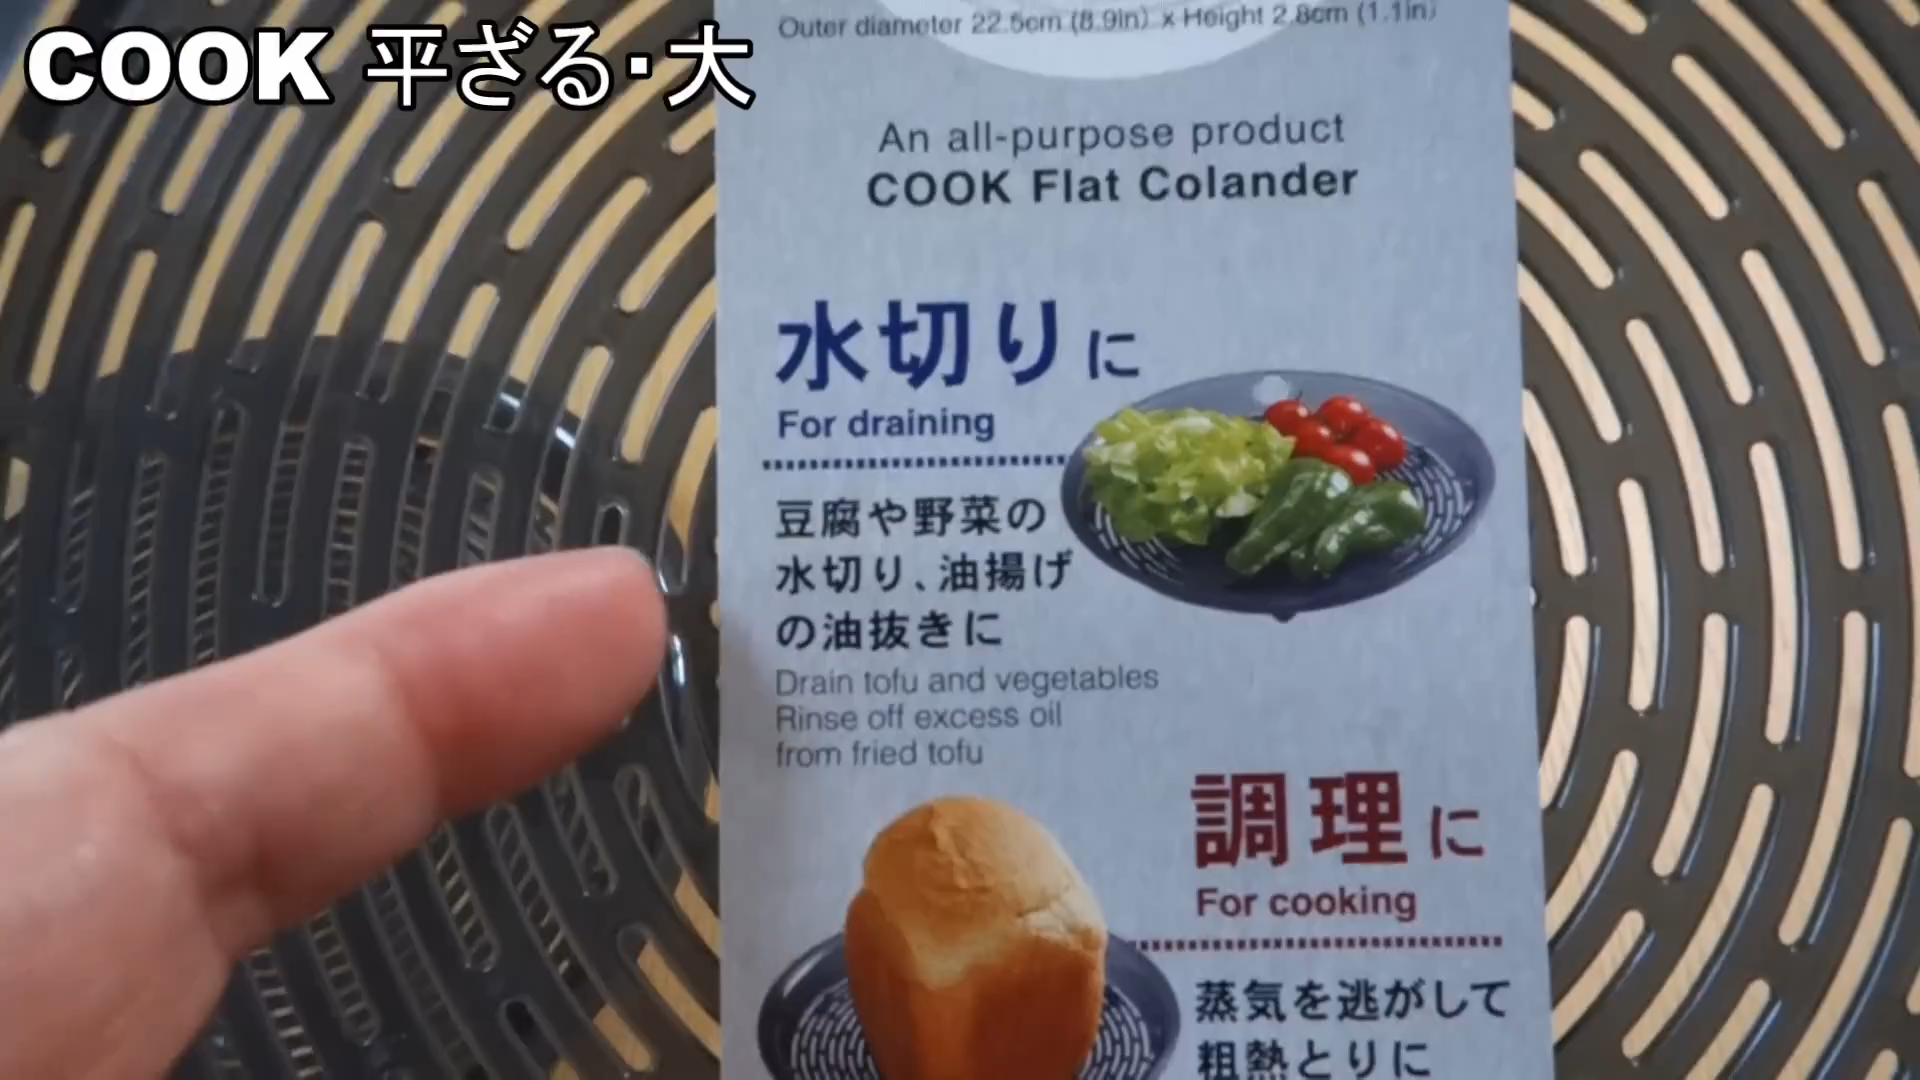 COOK 平ざる・大
Outer diameter 22.5cm (8.9in) x Height 2.8cm (1.1in)
An all-purpose product
COOK Flat Colander
水切りに
For draining
豆腐や野菜の
水切り、油揚げ
の油抜きに
Drain tofu and vegetables
Rinse off excess oil
from fried tofu
調理に
For cooking
蒸気を逃がして
粗熱とりに